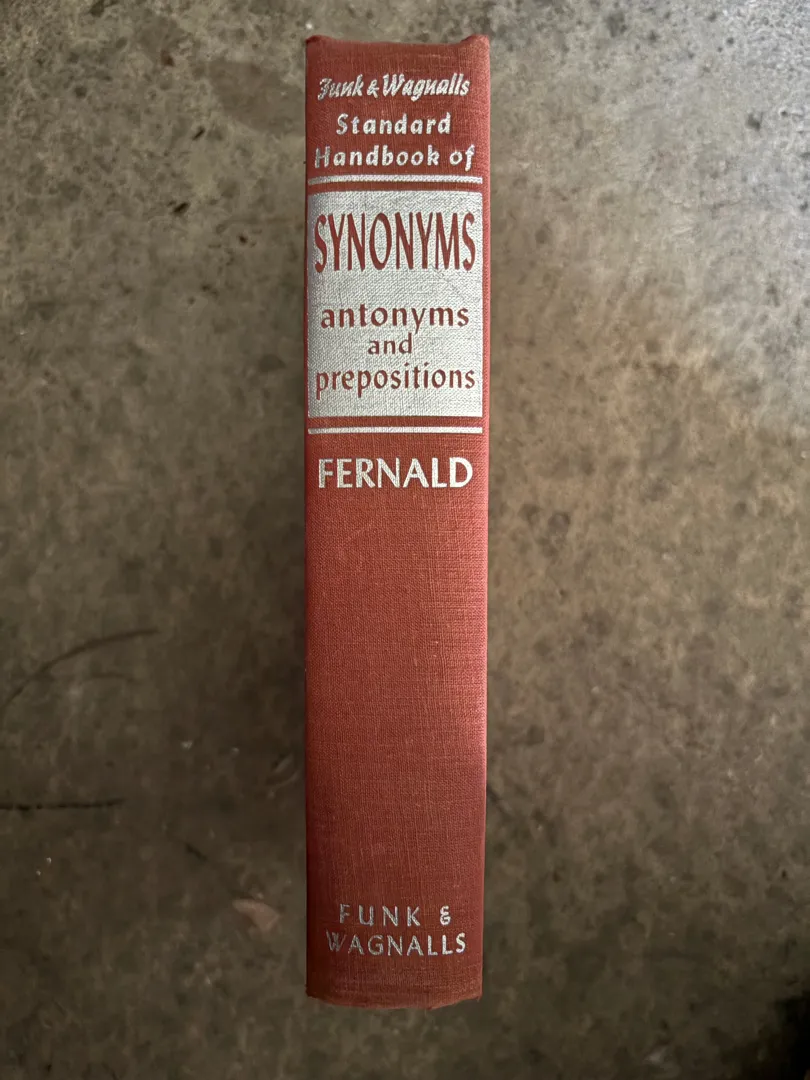 Funk & Wagnalls
Standard
Handbook of
SYNONYMS
antonyms
and
prepositions
FERNALD
FUNK &
WAGNALLS